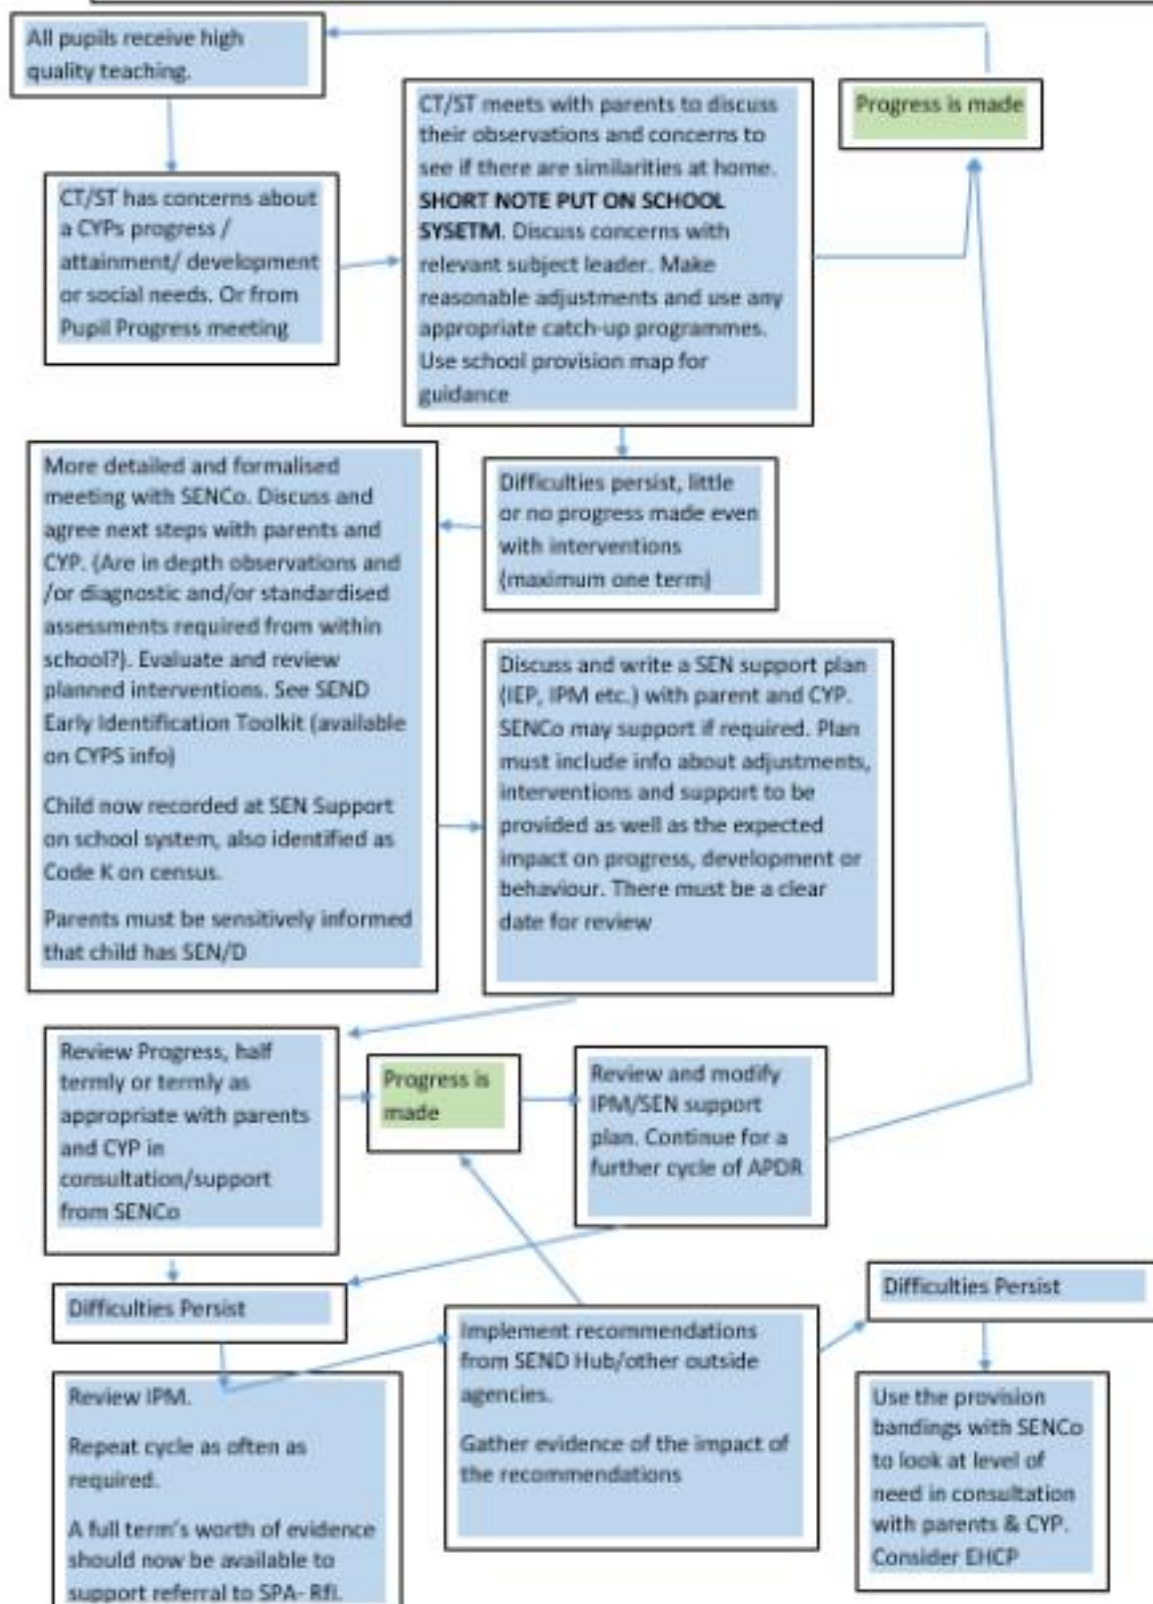 All pupils receive high
quality teaching.
Progress is made
CT/ST has concerns about
a CYPs progress /
attainment/ development
or social needs. Or from
Pupil Progress meeting
CT/ST meets with parents to discuss
their observations and concerns to
see if there are similarities at home.
SHORT NOTE PUT ON SCHOOL
SYSETM. Discuss concerns with
relevant subject leader. Make
reasonable adjustments and use any
appropriate catch-up programmes.
Use school provision map for
guidance
Difficulties persist, little
or no progress made even
with interventions
(maximum one term)
More detailed and formalised
meeting with SENCo. Discuss and
agree next steps with parents and
CYP. (Are in depth observations and
/or diagnostic and/or standardised
assessments required from within
school?). Evaluate and review
planned interventions. See SEND
Early Identification Toolkit (available
on CYPS info)
Child now recorded at SEN Support
on school system, also identified as
Code K on census.
Parents must be sensitively informed
that child has SEN/D
Discuss and write a SEN support plan
(IEP, IPM etc.) with parent and CYP.
SENCo may support if required. Plan
must include info about adjustments,
interventions and support to be
provided as well as the expected
impact on progress, development or
behaviour. There must be a clear
date for review
Review Progress, half
termly or termly as
appropriate with parents
and CYP in
consultation/support
from SENCo
Progress is
made
Review and modify
IPM/SEN support
plan. Continue for a
further cycle of APDR
Difficulties Persist
Review IPM.
Repeat cycle as often as
required.
A full term's worth of evidence
should now be available to
support referral to SPA- RfI.
Implement recommendations
from SEND Hub/other outside
agencies.
Gather evidence of the impact of
the recommendations
Difficulties Persist
Use the provision
bandings with SENCo
to look at level of
need in consultation
with parents & CYP.
Consider EHCP